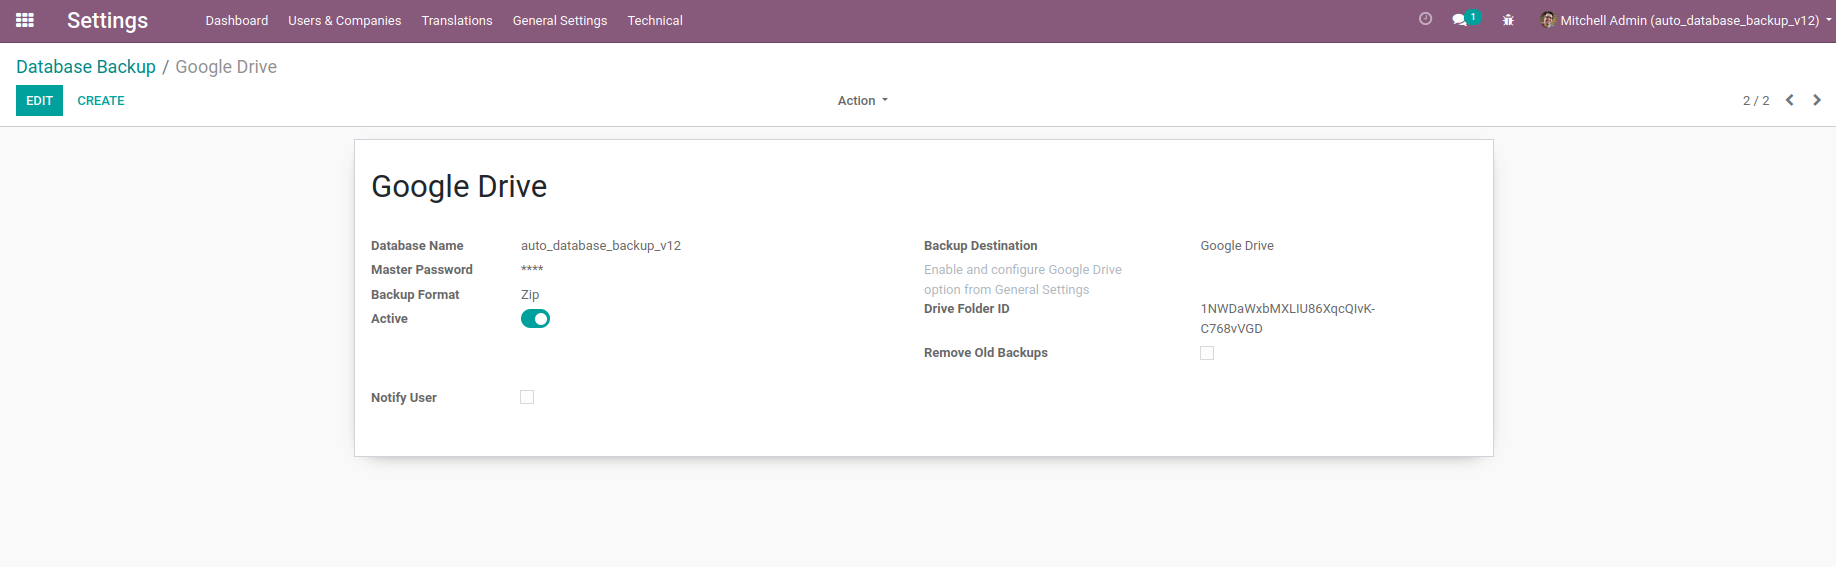 Settings Dashboard Users & Companies Translations General Settings Technical 1 Mitchell Admin (auto_database_backup_v12)
Database Backup / Google Drive
EDIT CREATE Action 2 / 2
Google Drive
Database Name auto_database_backup_v12
Master Password ****
Backup Format Zip
Active
Notify User
Backup Destination Google Drive
Enable and configure Google Drive
option from General Settings
Drive Folder ID 1NWDaWxbMXLIU86XqcQIvK-
C768vVGD
Remove Old Backups